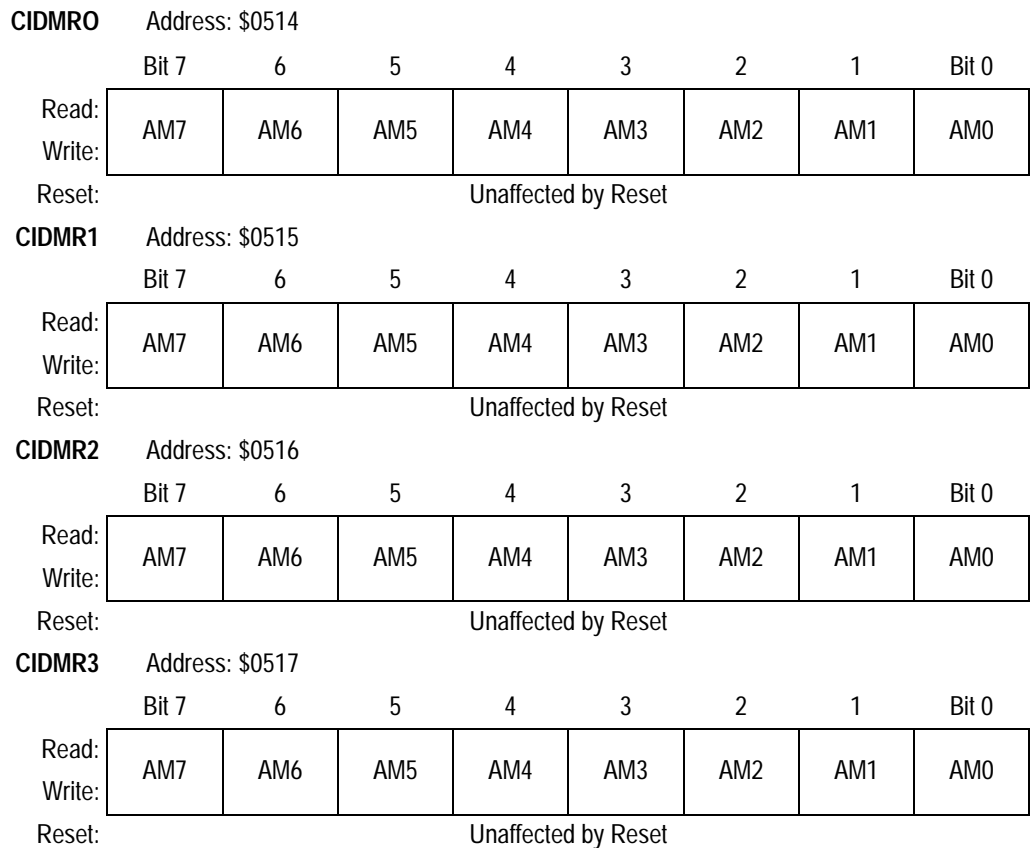 CIDMRO Address: $0514
Bit 7 6 5 4 3 2 1 Bit 0
Read:
AM7 AM6 AM5 AM4 AM3 AM2 AM1 AM0
Write:
Reset: Unaffected by Reset
CIDMR1 Address: $0515
Bit 7 6 5 4 3 2 1 Bit 0
Read:
AM7 AM6 AM5 AM4 AM3 AM2 AM1 AM0
Write:
Reset: Unaffected by Reset
CIDMR2 Address: $0516
Bit 7 6 5 4 3 2 1 Bit 0
Read:
AM7 AM6 AM5 AM4 AM3 AM2 AM1 AM0
Write:
Reset: Unaffected by Reset
CIDMR3 Address: $0517
Bit 7 6 5 4 3 2 1 Bit 0
Read:
AM7 AM6 AM5 AM4 AM3 AM2 AM1 AM0
Write:
Reset: Unaffected by Reset